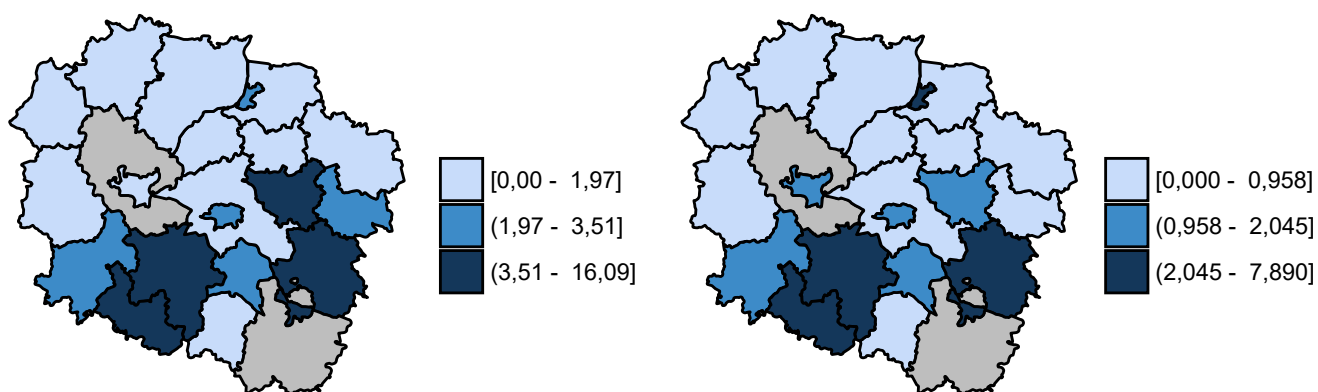 [0,00 - 1,97]
(1,97 - 3,51]
(3,51 - 16,09]
[0,000 - 0,958]
(0,958 - 2,045]
(2,045 - 7,890]